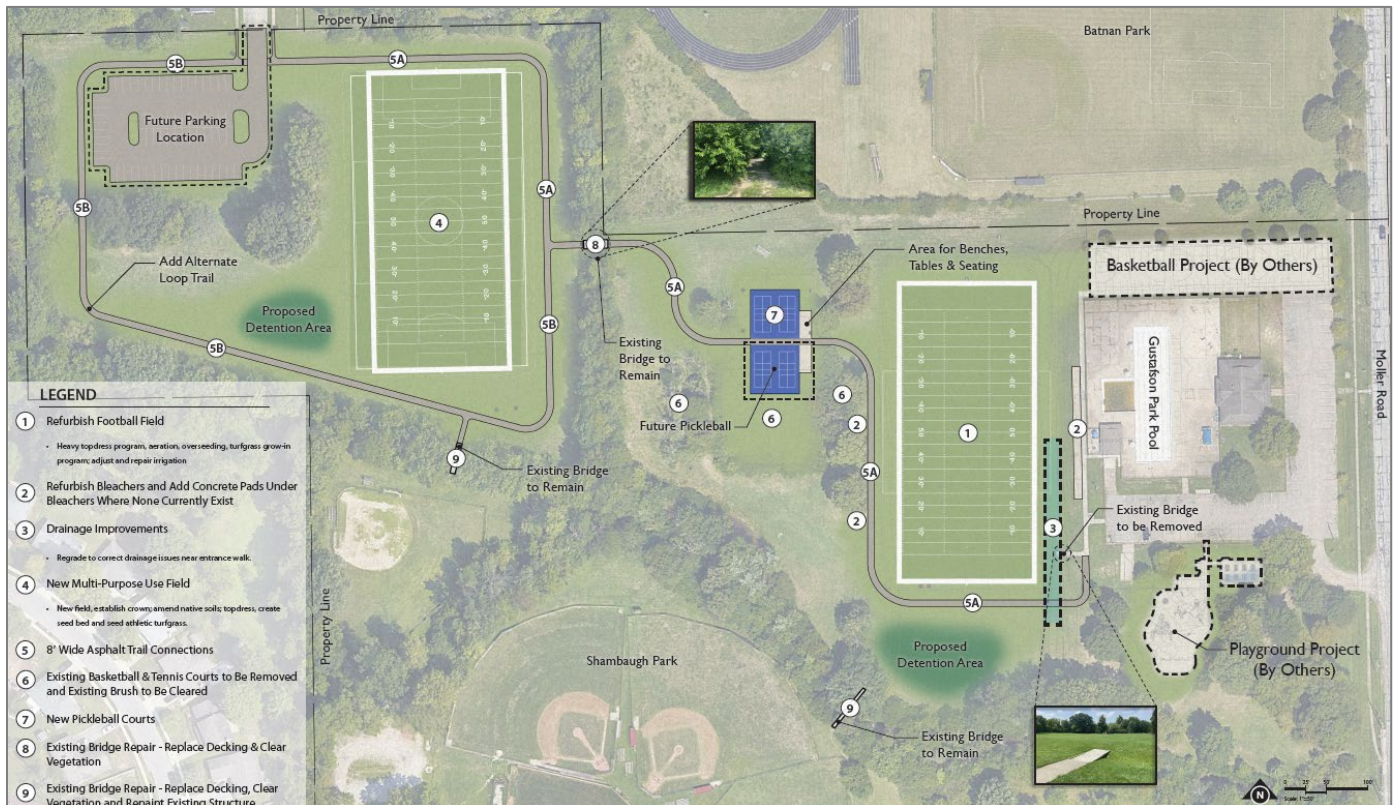 Property Line
Batnan Park
5B
5A
Future Parking
Location
5A
4
5B
8
Property Line
Area for Benches,
Tables & Seating
Basketball Project (By Others)
Add Alternate
Loop Trail
5A
7
Proposed
Detention Area
5B
5B
Existing
Bridge to
Remain
Gustafson Park Pool
Moller Road
6
6
6
Future Pickleball
2
1
2
9
Existing Bridge
to Remain
5A
2
3
Existing Bridge
to be Removed
5A
Property Line
Shambaugh Park
Proposed
Detention Area
Playground Project
(By Others)
9
Existing Bridge
to Remain
N
0 25' 50' 100'
Scale: 1"=50'
LEGEND
1 Refurbish Football Field
• Heavy topdress program, aeration, overseeding, turfgrass grow-in
program; adjust and repair irrigation
2 Refurbish Bleachers and Add Concrete Pads Under
Bleachers Where None Currently Exist
3 Drainage Improvements
• Regrade to correct drainage issues near entrance walk.
4 New Multi-Purpose Use Field
• New field, establish crown; amend native soils; topdress, create
seed bed and seed athletic turfgrass.
5 8' Wide Asphalt Trail Connections
6 Existing Basketball & Tennis Courts to Be Removed
and Existing Brush to Be Cleared
7 New Pickleball Courts
8 Existing Bridge Repair - Replace Decking & Clear
Vegetation
9 Existing Bridge Repair - Replace Decking, Clear
Vegetation and Repaint Existing Structure